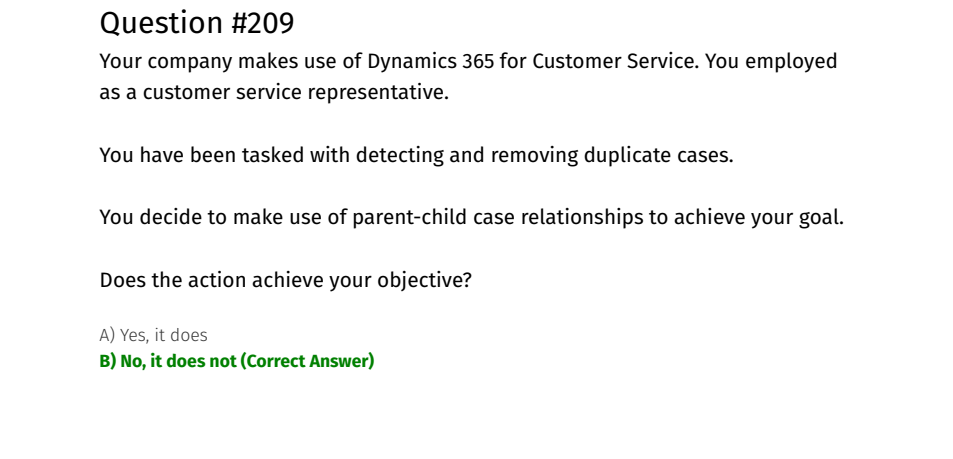 Question #209
Your company makes use of Dynamics 365 for Customer Service. You employed
as a customer service representative.
You have been tasked with detecting and removing duplicate cases.
You decide to make use of parent-child case relationships to achieve your goal.
Does the action achieve your objective?
A) Yes, it does
B) No, it does not (Correct Answer)